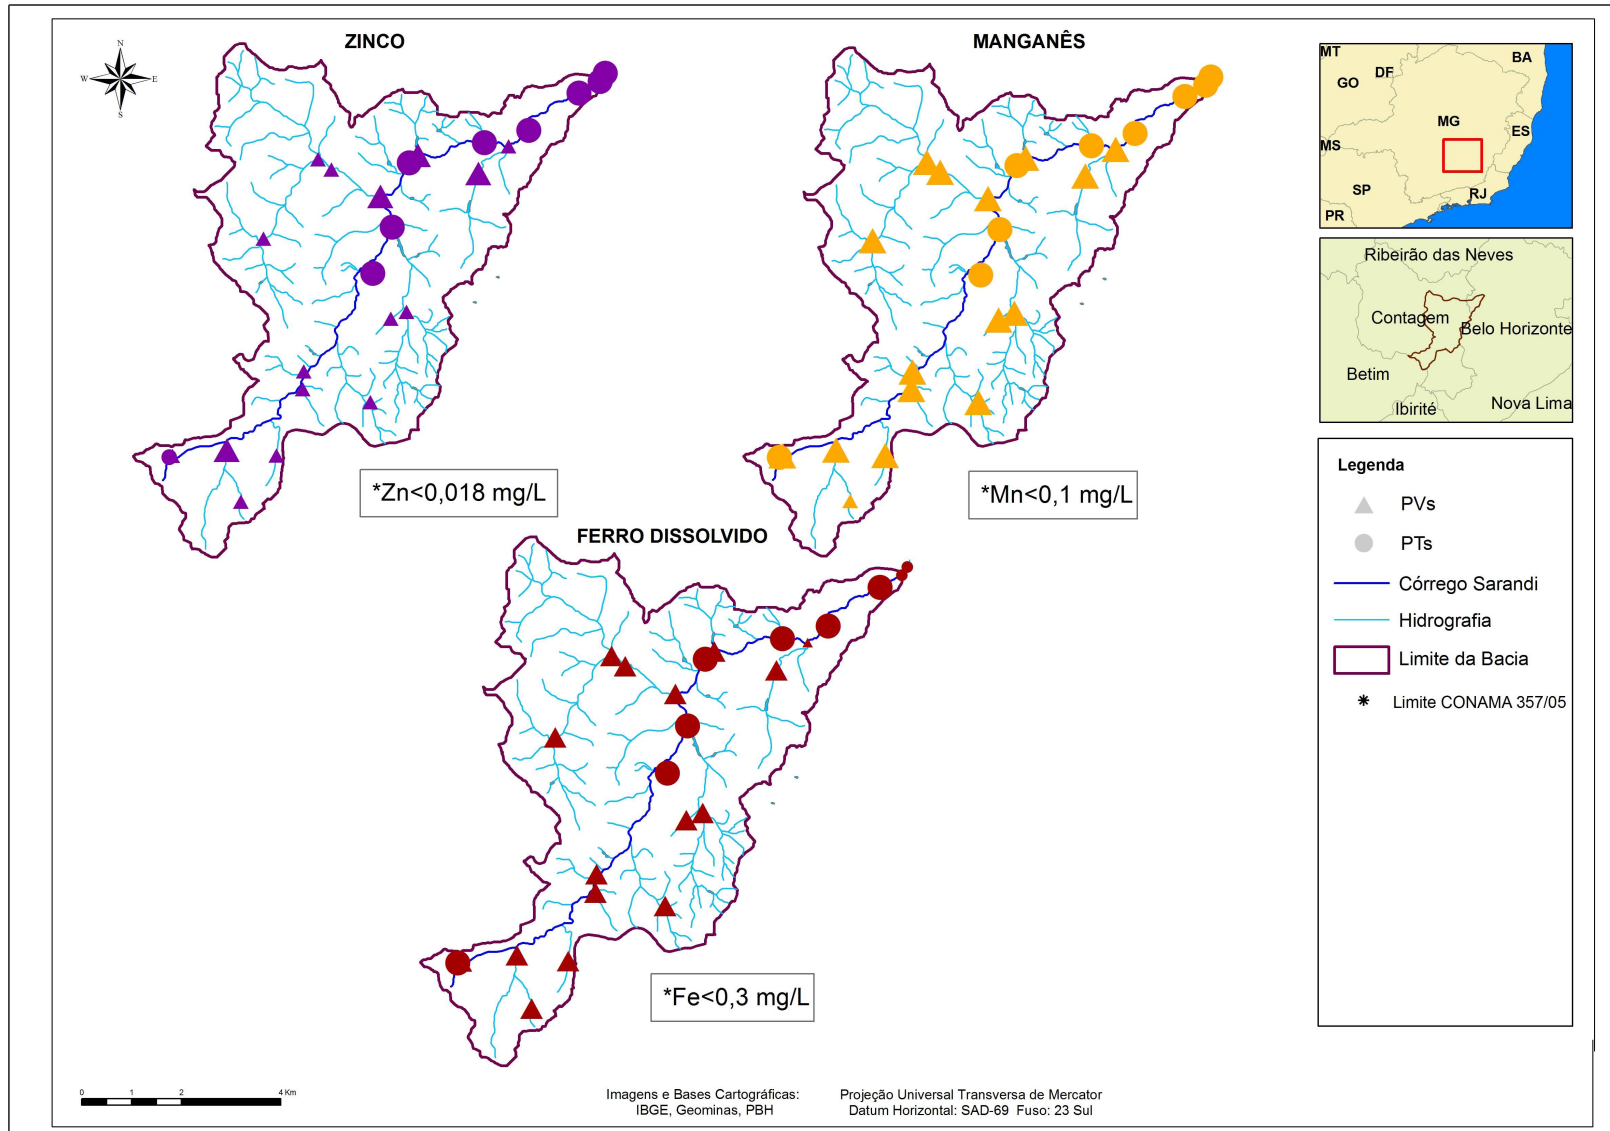 ZINCO
MANGANÊS
N
W
E
S
*Zn<0,018 mg/L
*Mn<0,1 mg/L
FERRO DISSOLVIDO
*Fe<0,3 mg/L
MT
BA
DF
GO
MG
ES
MS
SP
RJ
PR
Ribeirão das Neves
Contagem
Belo Horizonte
Betim
Ibirité
Nova Lima
Legenda
PVs
PTs
Córrego Sarandi
Hidrografia
Limite da Bacia
* Limite CONAMA 357/05
0 1 2 4 Km
Imagens e Bases Cartográficas:
IBGE, Geominas, PBH
Projeção Universal Transversa de Mercator
Datum Horizontal: SAD-69 Fuso: 23 Sul